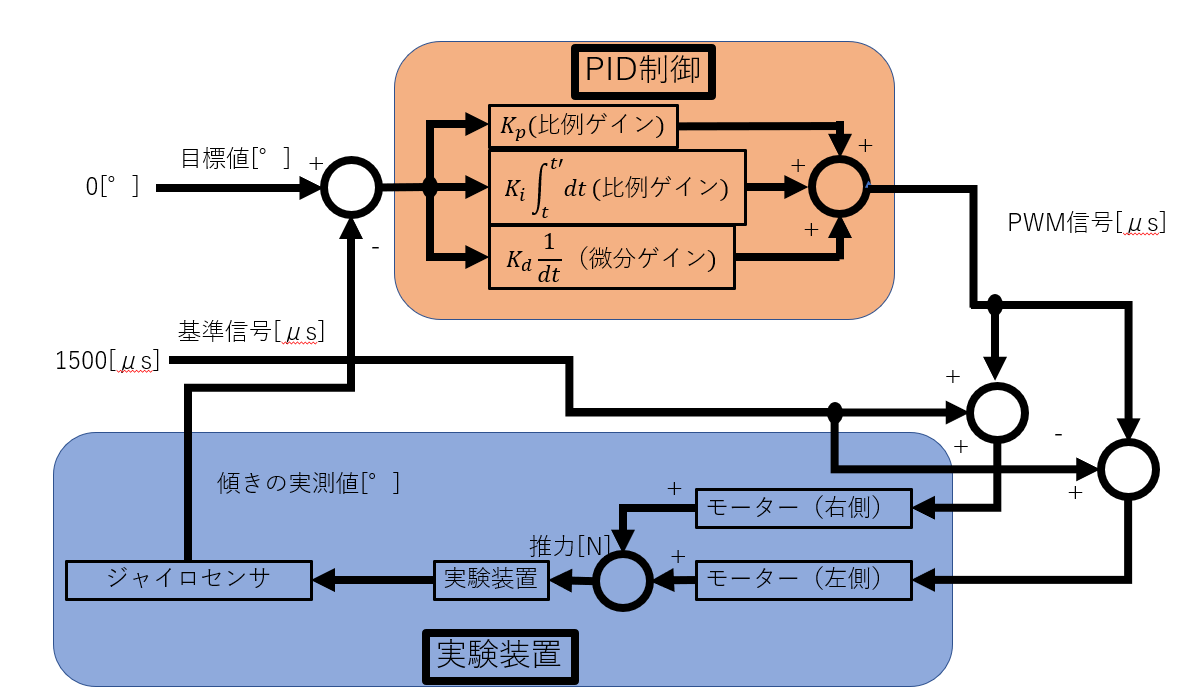 PID制御
K_p(比例ゲイン)
目標値[°]
+
+
0[°]
+
K_i ∫_t^{t′} dt (比例ゲイン)
+
K_d 1/dt (微分ゲイン)
-
PWM信号[μs]
基準信号[μs]
1500[μs]
+
+
-
+
傾きの実測値[°]
+
モーター（右側）
推力[N]
+
ジャイロセンサ
実験装置
モーター（左側）
実験装置